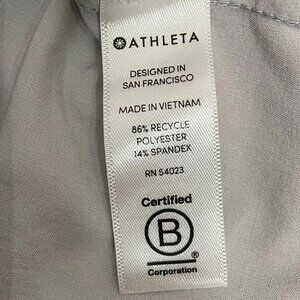 ATHLETA
DESIGNED IN
SAN FRANCISCO
MADE IN VIETNAM
86% RECYCLE
POLYESTER
14% SPANDEX
RN 54023
Certified
B
®
Corporation